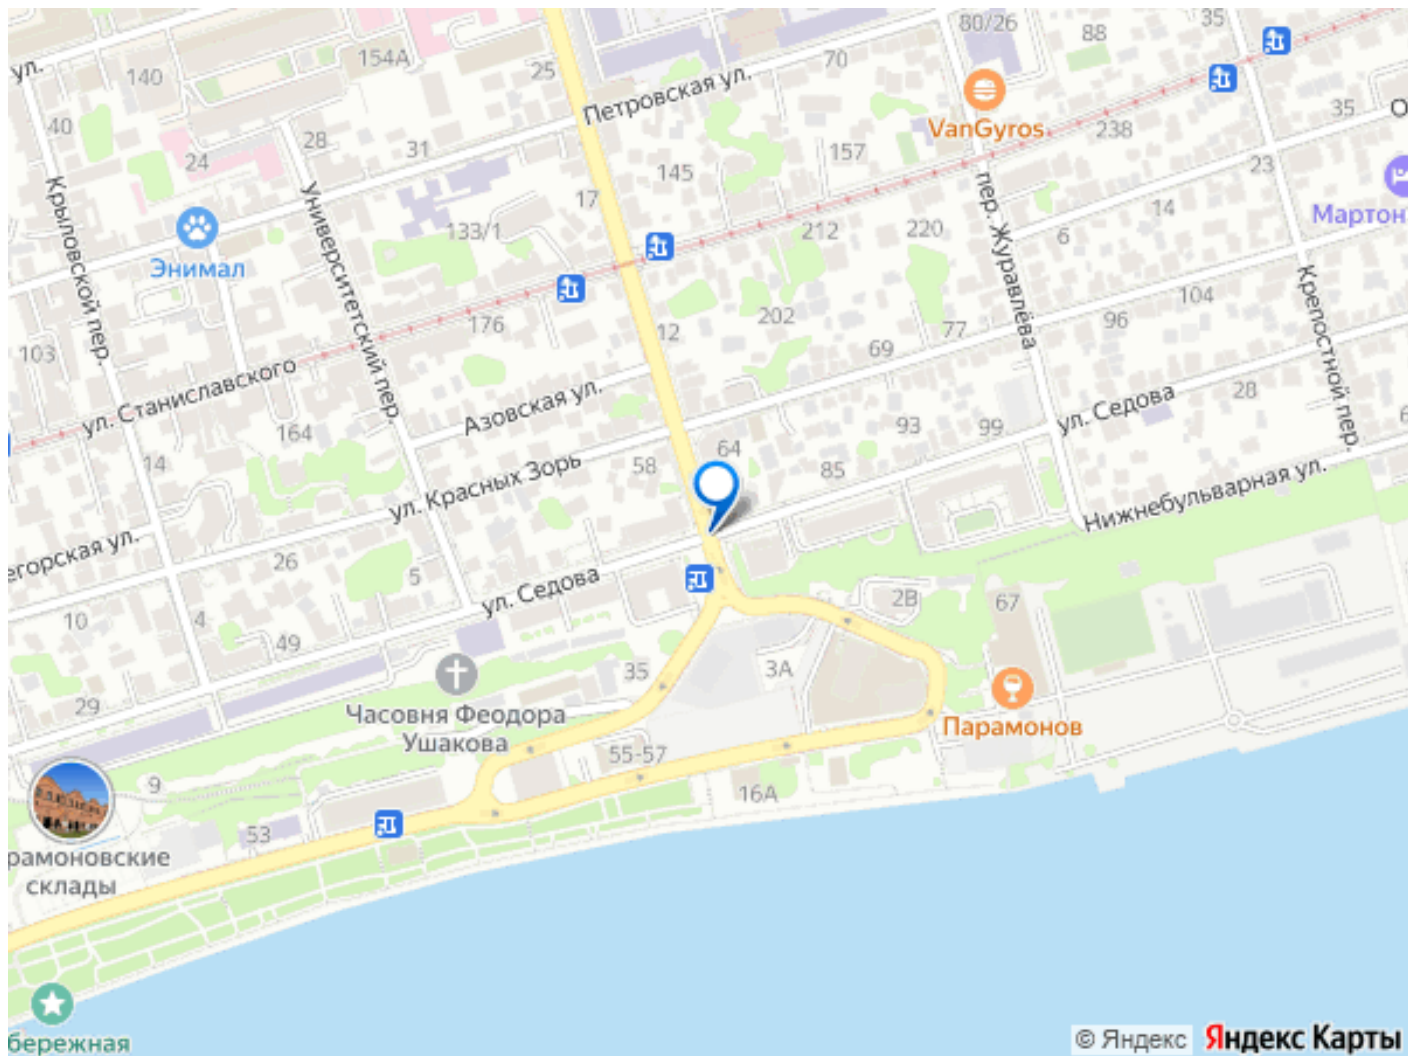 80/26
35
88
ул.
140
154А
25
70
Петровская ул.
VanGyros
238
35
О
40
24
28
31
145
157
23
Крыловской пер.
Университетский пер.
17
пер. Журавлёва
Мартон
133/1
212
220
14
6
Энимал
Крепостной пер.
103
176
202
12
77
104
96
69
ул. Станиславского
Азовская ул.
ул. Седова
28
6
164
14
64
93
99
58
85
ул. Красных Зорь
Нижнебульварная ул.
егорская ул.
26
5
ул. Седова
10
4
2В
67
49
35
3А
29
Часовня Феодора
Ушакова
Парамонов
55-57
9
16А
53
рамоновские
склады
бережная
© Яндекс
Яндекс Карты